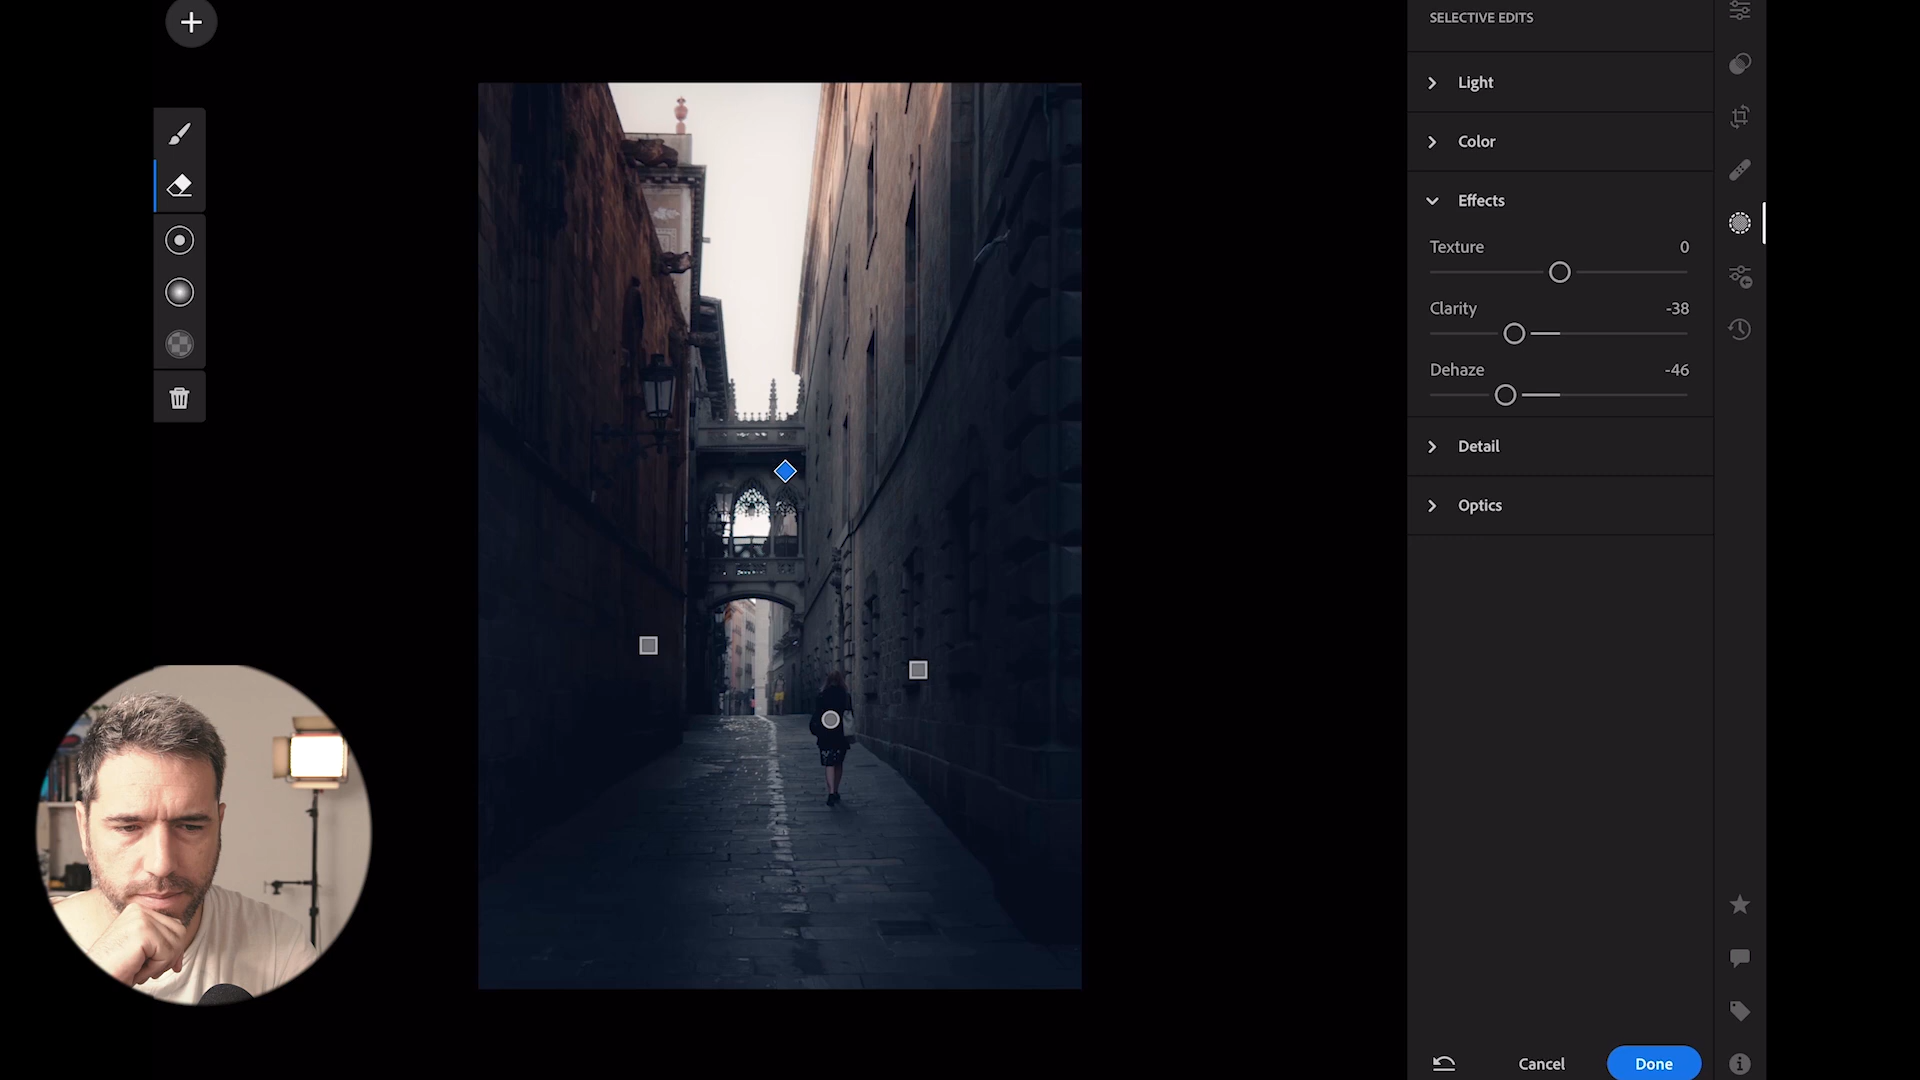 SELECTIVE EDITS
Light
Color
Effects
Texture 0
Clarity -38
Dehaze -46
Detail
Optics
Cancel Done